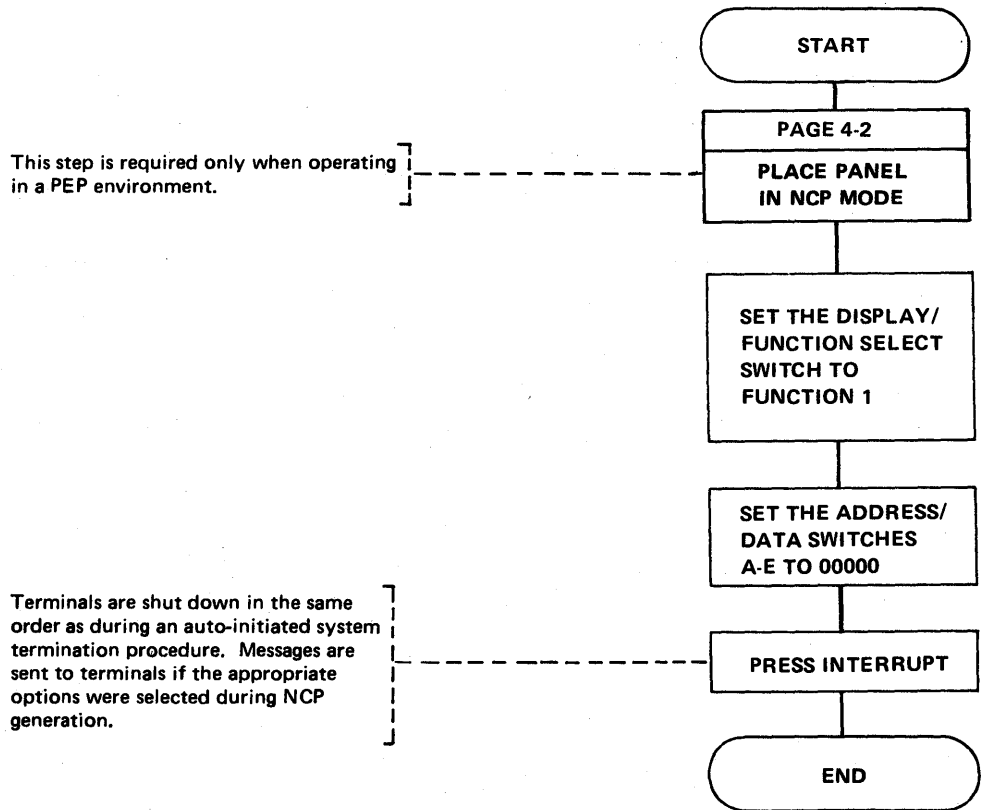 START
PAGE 4-2
This step is required only when operating
in a PEP environment.
PLACE PANEL
IN NCP MODE
SET THE DISPLAY/
FUNCTION SELECT
SWITCH TO
FUNCTION 1
SET THE ADDRESS/
DATA SWITCHES
A-E TO 00000
Terminals are shut down in the same
order as during an auto-initiated system
termination procedure. Messages are
sent to terminals if the appropriate
options were selected during NCP
generation.
PRESS INTERRUPT
END